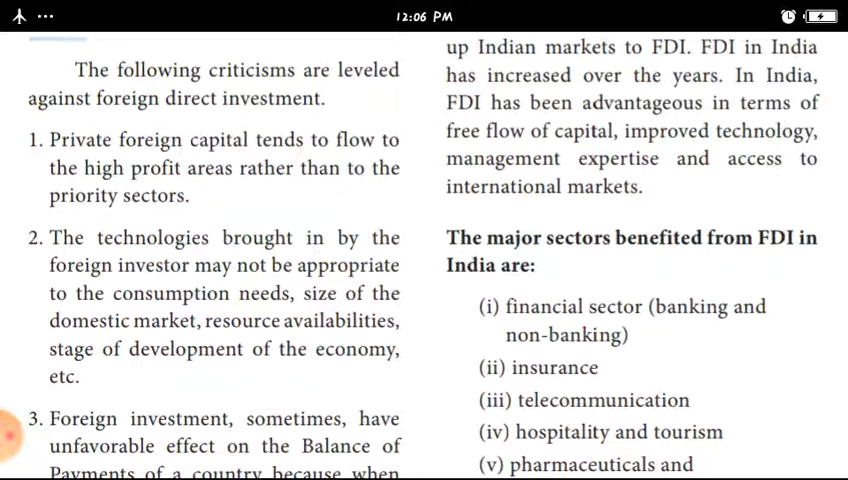 12:06 PM
The following criticisms are leveled
against foreign direct investment.
1. Private foreign capital tends to flow to
the high profit areas rather than to the
priority sectors.
2. The technologies brought in by the
foreign investor may not be appropriate
to the consumption needs, size of the
domestic market, resource availabilities,
stage of development of the economy,
etc.
3. Foreign investment, sometimes, have
unfavorable effect on the Balance of
Payments of a country because when
up Indian markets to FDI. FDI in India
has increased over the years. In India,
FDI has been advantageous in terms of
free flow of capital, improved technology,
management expertise and access to
international markets.
The major sectors benefited from FDI in
India are:
(i) financial sector (banking and
non-banking)
(ii) insurance
(iii) telecommunication
(iv) hospitality and tourism
(v) pharmaceuticals and